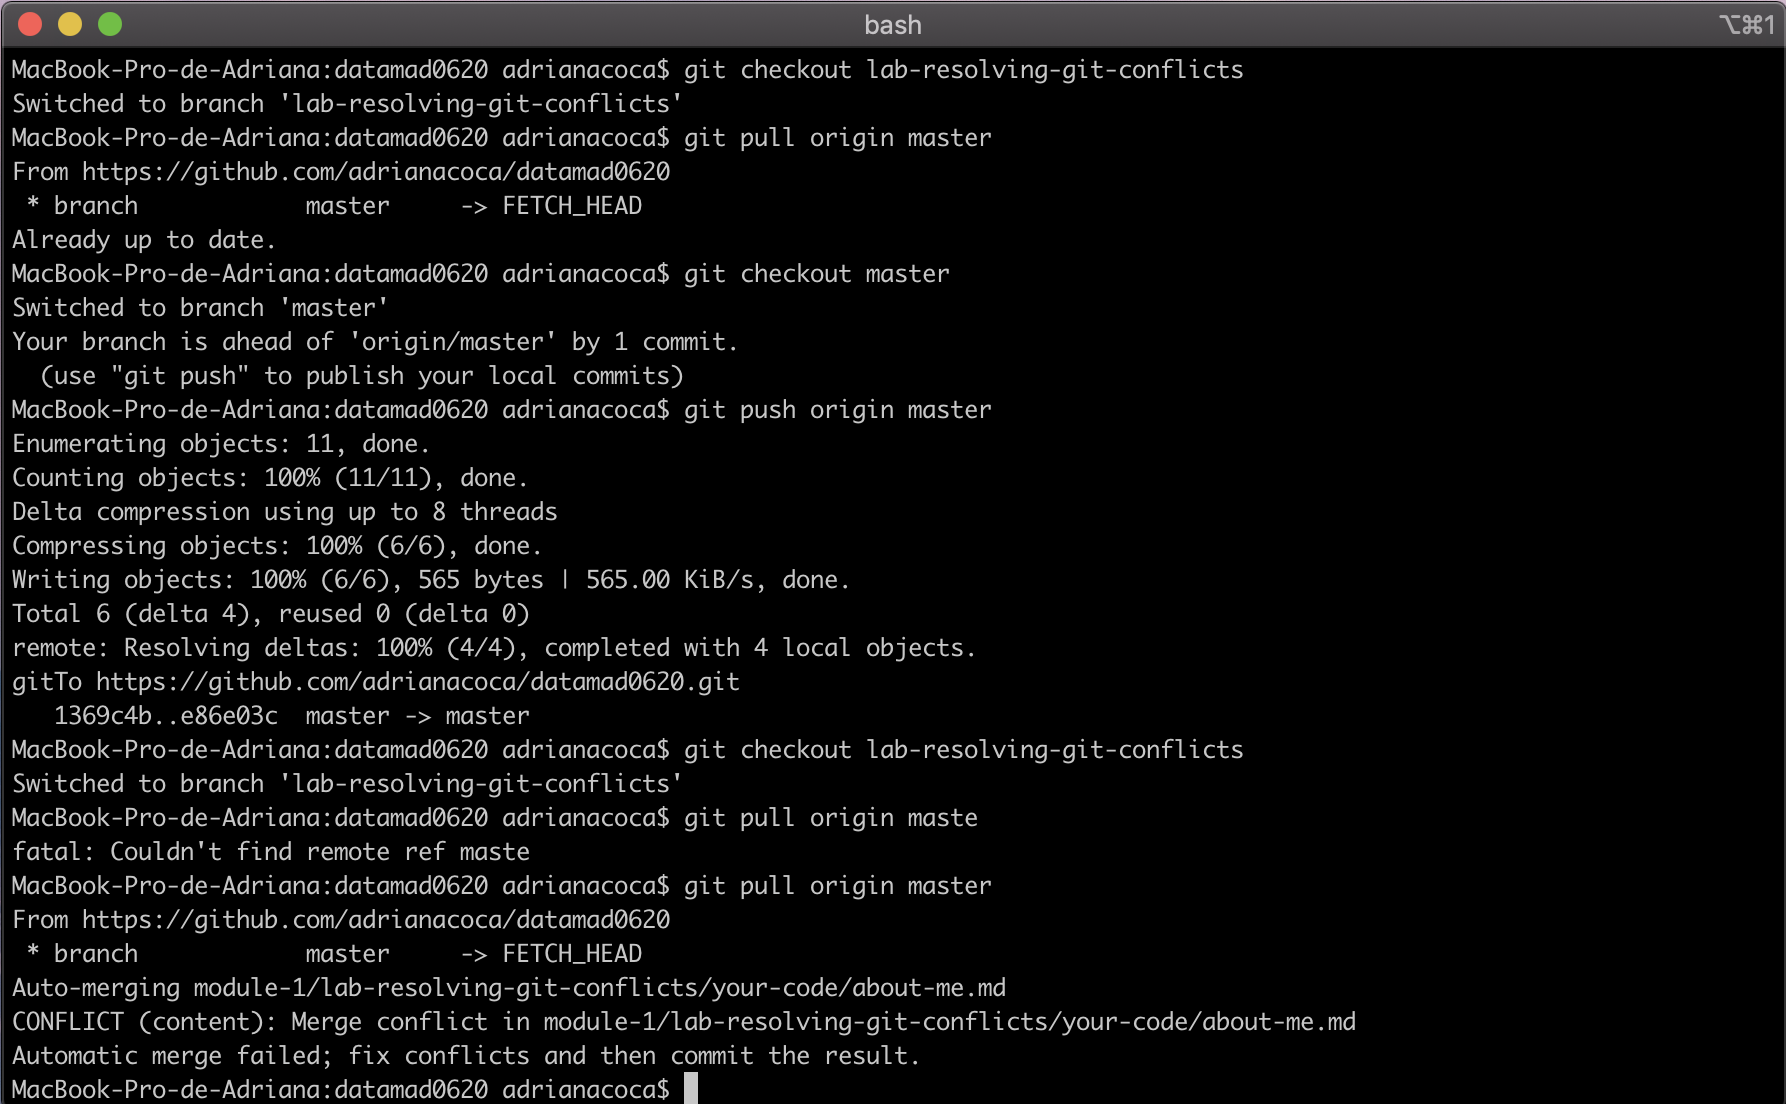 bash
⌥⌘1
MacBook-Pro-de-Adriana:datamad0620 adrianacoca$ git checkout lab-resolving-git-conflicts
Switched to branch 'lab-resolving-git-conflicts'
MacBook-Pro-de-Adriana:datamad0620 adrianacoca$ git pull origin master
From https://github.com/adrianacoca/datamad0620
 * branch            master     -> FETCH_HEAD
Already up to date.
MacBook-Pro-de-Adriana:datamad0620 adrianacoca$ git checkout master
Switched to branch 'master'
Your branch is ahead of 'origin/master' by 1 commit.
  (use "git push" to publish your local commits)
MacBook-Pro-de-Adriana:datamad0620 adrianacoca$ git push origin master
Enumerating objects: 11, done.
Counting objects: 100% (11/11), done.
Delta compression using up to 8 threads
Compressing objects: 100% (6/6), done.
Writing objects: 100% (6/6), 565 bytes | 565.00 KiB/s, done.
Total 6 (delta 4), reused 0 (delta 0)
remote: Resolving deltas: 100% (4/4), completed with 4 local objects.
gitTo https://github.com/adrianacoca/datamad0620.git
   1369c4b..e86e03c  master -> master
MacBook-Pro-de-Adriana:datamad0620 adrianacoca$ git checkout lab-resolving-git-conflicts
Switched to branch 'lab-resolving-git-conflicts'
MacBook-Pro-de-Adriana:datamad0620 adrianacoca$ git pull origin maste
fatal: Couldn't find remote ref maste
MacBook-Pro-de-Adriana:datamad0620 adrianacoca$ git pull origin master
From https://github.com/adrianacoca/datamad0620
 * branch            master     -> FETCH_HEAD
Auto-merging module-1/lab-resolving-git-conflicts/your-code/about-me.md
CONFLICT (content): Merge conflict in module-1/lab-resolving-git-conflicts/your-code/about-me.md
Automatic merge failed; fix conflicts and then commit the result.
MacBook-Pro-de-Adriana:datamad0620 adrianacoca$